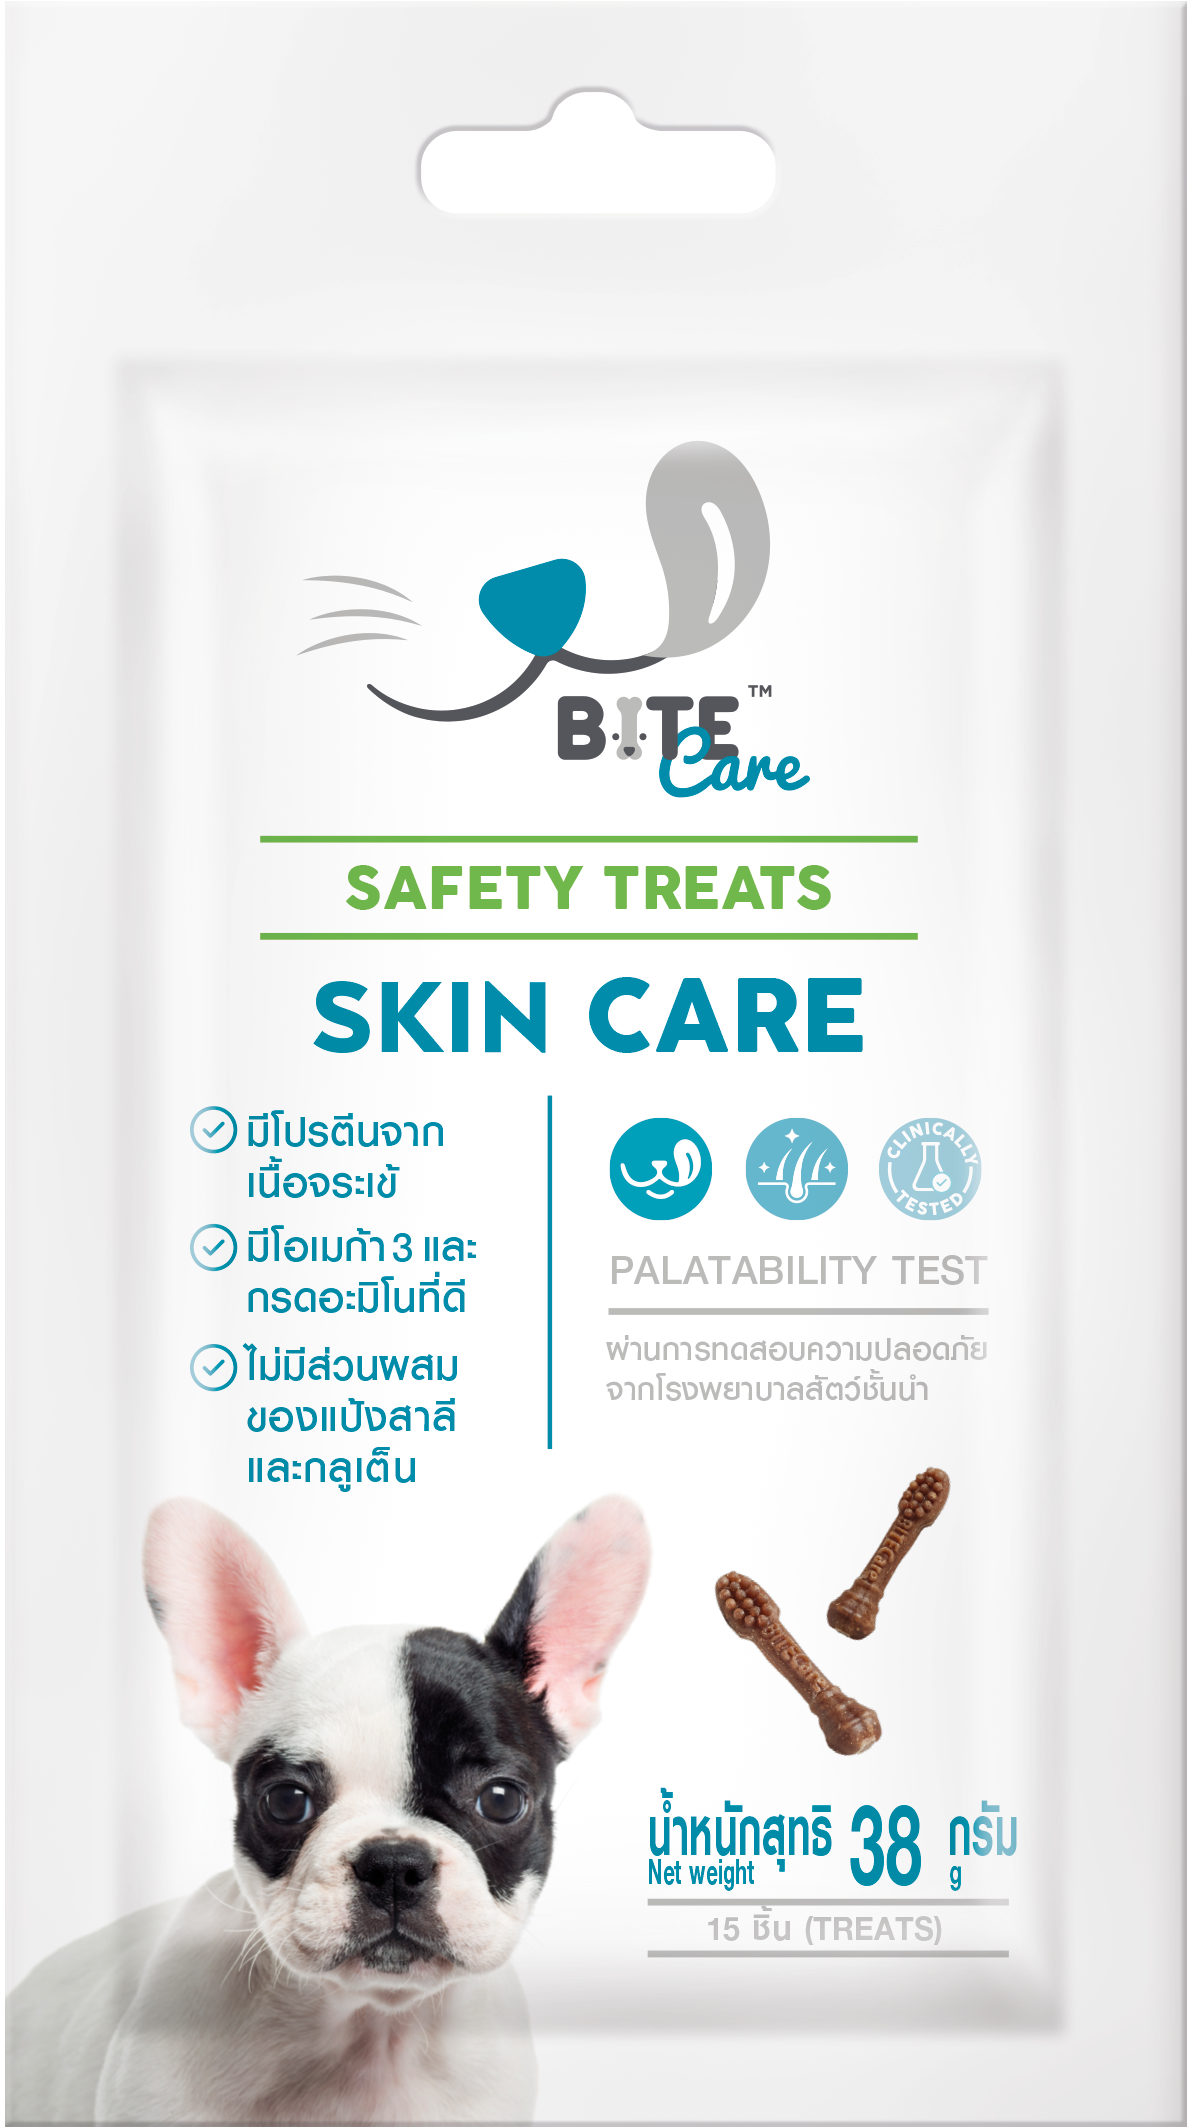 BITE™
Care
SAFETY TREATS
SKIN CARE
มีโปรตีนจาก
เนื้อจระเข้
มีโอเมก้า 3 และ
กรดอะมิโนที่ดี
ไม่มีส่วนผสม
ของแป้งสาลี
และกลูเต็น
CLINICALLY
TESTED
PALATABILITY TEST
ผ่านการทดสอบความปลอดภัย
จากโรงพยาบาลสัตว์ชั้นนำ
BITECare
BITECare
น้ำหนักสุทธิ 38 กรัม
Net weight g
15 ชิ้น (TREATS)